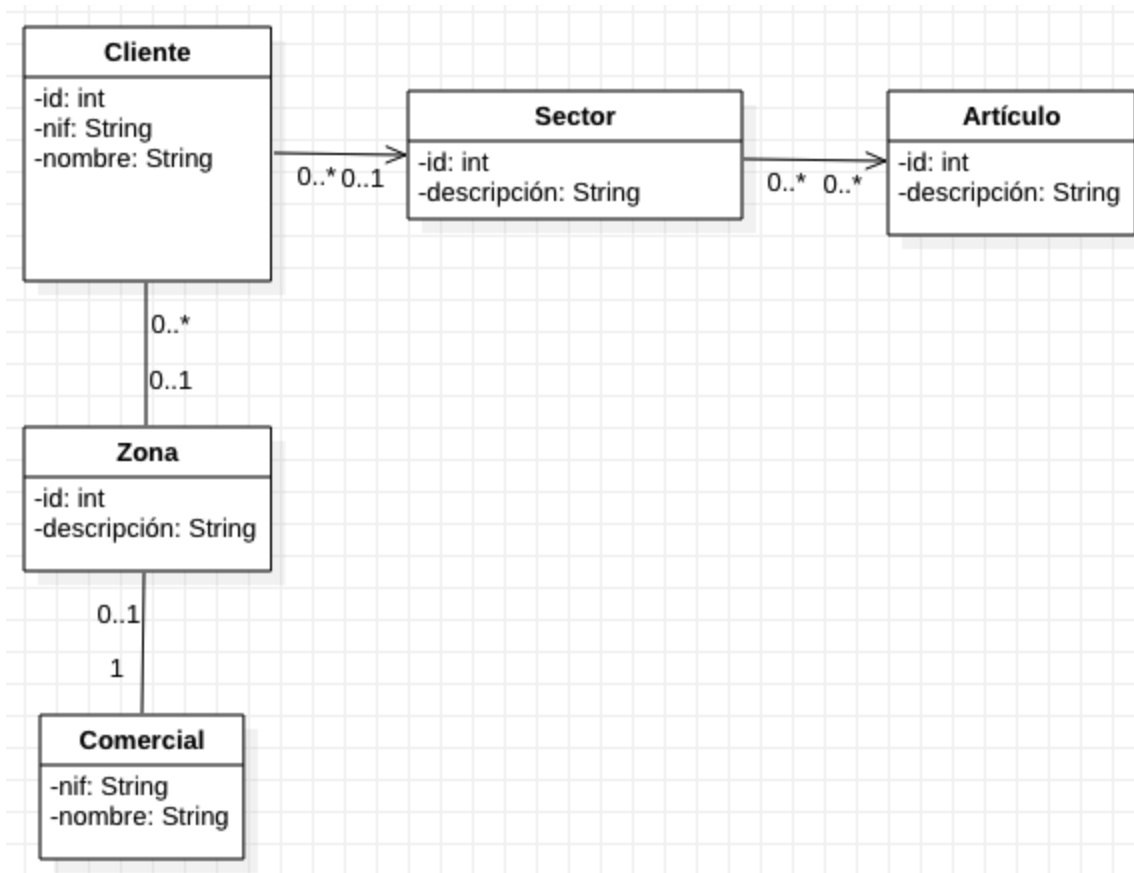 Cliente
-id: int
-nif: String
-nombre: String
0..* 0..1
Sector
-id: int
-descripción: String
0..* 0..*
Artículo
-id: int
-descripción: String
0..*
0..1
Zona
-id: int
-descripción: String
0..1
1
Comercial
-nif: String
-nombre: String